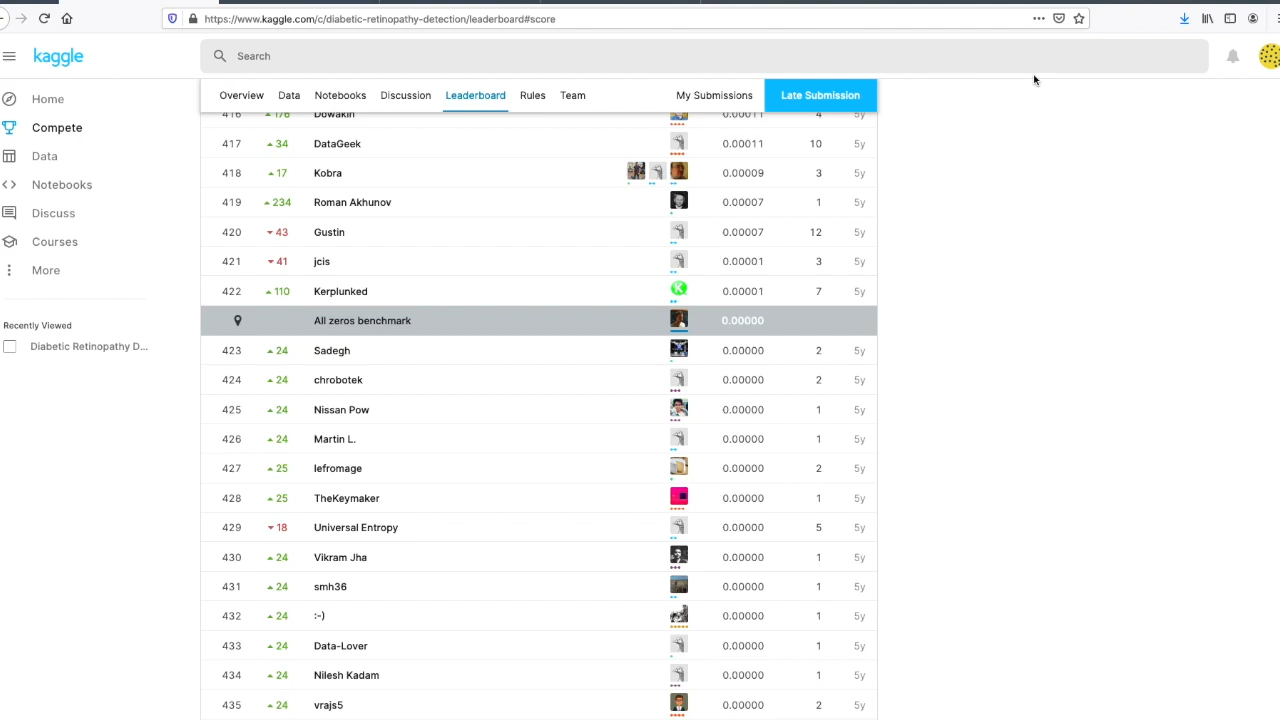 https://www.kaggle.com/c/diabetic-retinopathy-detection/leaderboard#score
kaggle
Search
Overview Data Notebooks Discussion Leaderboard Rules Team My Submissions Late Submission
Home
Compete
Data
Notebooks
Discuss
Courses
More
Recently Viewed
Diabetic Retinopathy D...
416 176 Dowakin 0.00011 4 5y
417 34 DataGeek 0.00011 10 5y
418 17 Kobra 0.00009 3 5y
419 234 Roman Akhunov 0.00007 1 5y
420 43 Gustin 0.00007 12 5y
421 41 jcis 0.00001 3 5y
422 110 Kerplunked 0.00001 7 5y
All zeros benchmark 0.00000
423 24 Sadegh 0.00000 2 5y
424 24 chrobotek 0.00000 2 5y
425 24 Nissan Pow 0.00000 1 5y
426 24 Martin L. 0.00000 1 5y
427 25 lefromage 0.00000 2 5y
428 25 TheKeymaker 0.00000 1 5y
429 18 Universal Entropy 0.00000 5 5y
430 24 Vikram Jha 0.00000 1 5y
431 24 smh36 0.00000 1 5y
432 24 :-) 0.00000 1 5y
433 24 Data-Lover 0.00000 1 5y
434 24 Nilesh Kadam 0.00000 1 5y
435 24 vrajs5 0.00000 2 5y